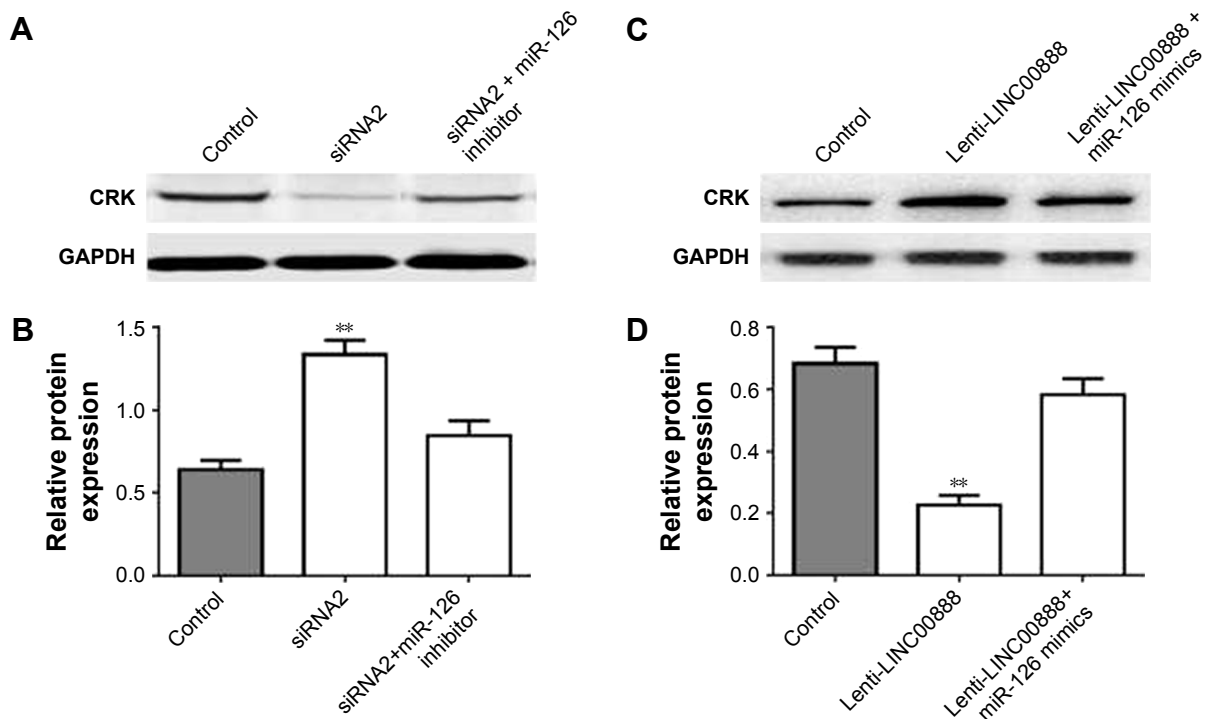 A
Control
siRNA2
siRNA2 + miR-126
inhibitor
CRK
GAPDH
C
Control
Lenti-LINC00888
Lenti-LINC00888 +
miR-126 mimics
CRK
GAPDH
B
Relative protein
expression
1.5
1.0
0.5
0.0
**
Control
siRNA2
siRNA2+miR-126
inhibitor
D
Relative protein
expression
0.8
0.6
0.4
0.2
0.0
**
Control
Lenti-LINC00888
Lenti-LINC00888+
miR-126 mimics